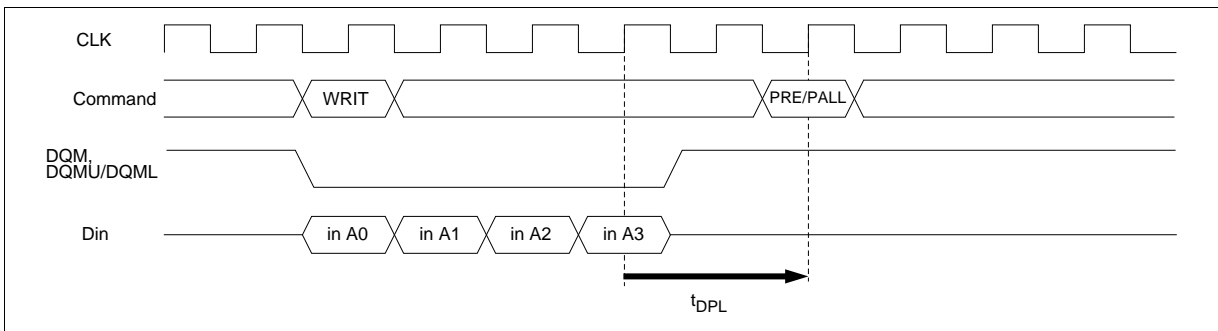 CLK
Command
WRIT
PRE/PALL
DQM,
DQMU/DQML
Din
in A0
in A1
in A2
in A3
tDPL